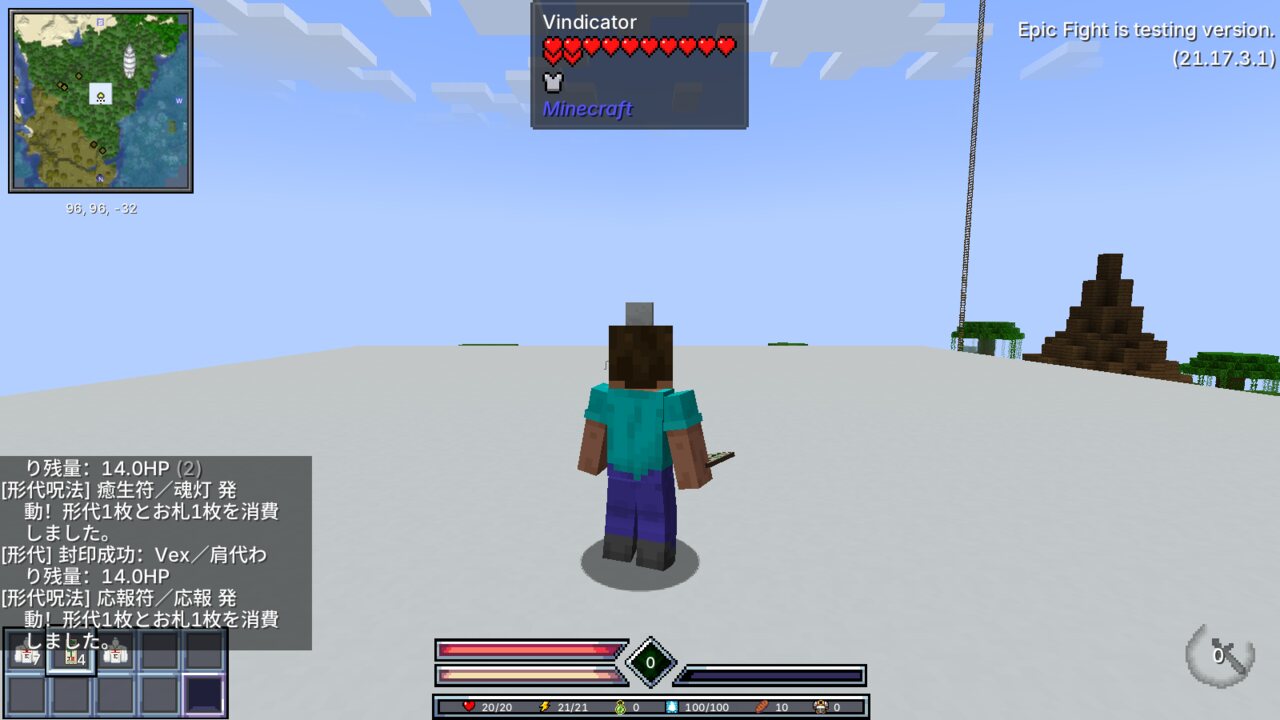 Vindicator
Minecraft
Epic Fight is testing version.
(21.17.3.1)
S
E
W
N
96, 96, -32
り残量: 14.0HP (2)
[形代呪法] 癒生符／魂灯 発
動！形代1枚とお札1枚を消費
しました。
[形代] 封印成功: Vex／肩代わ
り残量: 14.0HP
[形代呪法] 応報符／応報 発
動！形代1枚とお札1枚を消費
しました。
7
4
0
20/20
21/21
0
100/100
10
0
0